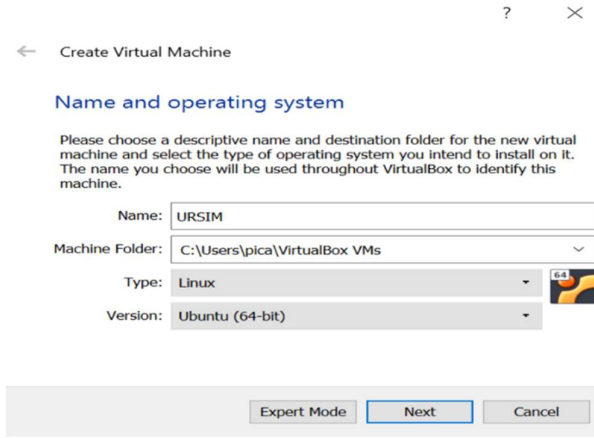 ?
Create Virtual Machine
Name and operating system
Please choose a descriptive name and destination folder for the new virtual
machine and select the type of operating system you intend to install on it.
The name you choose will be used throughout VirtualBox to identify this
machine.
Name: URSIM
Machine Folder: C:\Users\pica\VirtualBox VMs
Type: Linux
64
Version: Ubuntu (64-bit)
Expert Mode Next Cancel